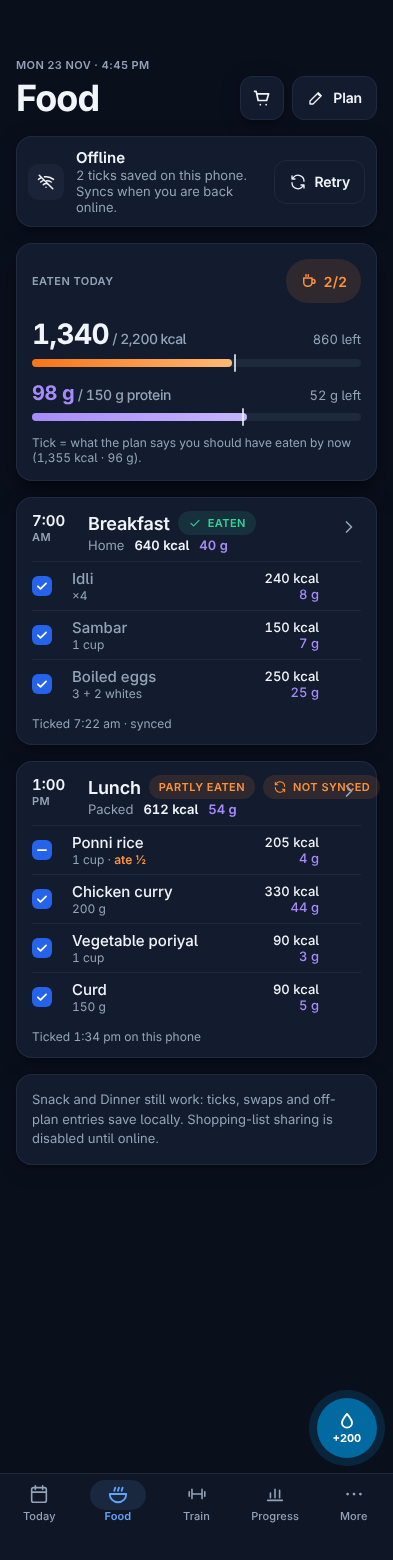 MON 23 NOV · 4:45 PM
Food
Plan
Offline
2 ticks saved on this phone.
Syncs when you are back
online.
Retry
EATEN TODAY
2/2
1,340 / 2,200 kcal
860 left
98 g / 150 g protein
52 g left
Tick = what the plan says you should have eaten by now
(1,355 kcal · 96 g).
7:00
AM
Breakfast
EATEN
Home 640 kcal 40 g
Idli
×4
240 kcal
8 g
Sambar
1 cup
150 kcal
7 g
Boiled eggs
3 + 2 whites
250 kcal
25 g
Ticked 7:22 am · synced
1:00
PM
Lunch
PARTLY EATEN
NOT SYNCED
Packed 612 kcal 54 g
Ponni rice
1 cup · ate ½
205 kcal
4 g
Chicken curry
200 g
330 kcal
44 g
Vegetable poriyal
1 cup
90 kcal
3 g
Curd
150 g
90 kcal
5 g
Ticked 1:34 pm on this phone
Snack and Dinner still work: ticks, swaps and off-
plan entries save locally. Shopping-list sharing is
disabled until online.
+200
Today
Food
Train
Progress
More